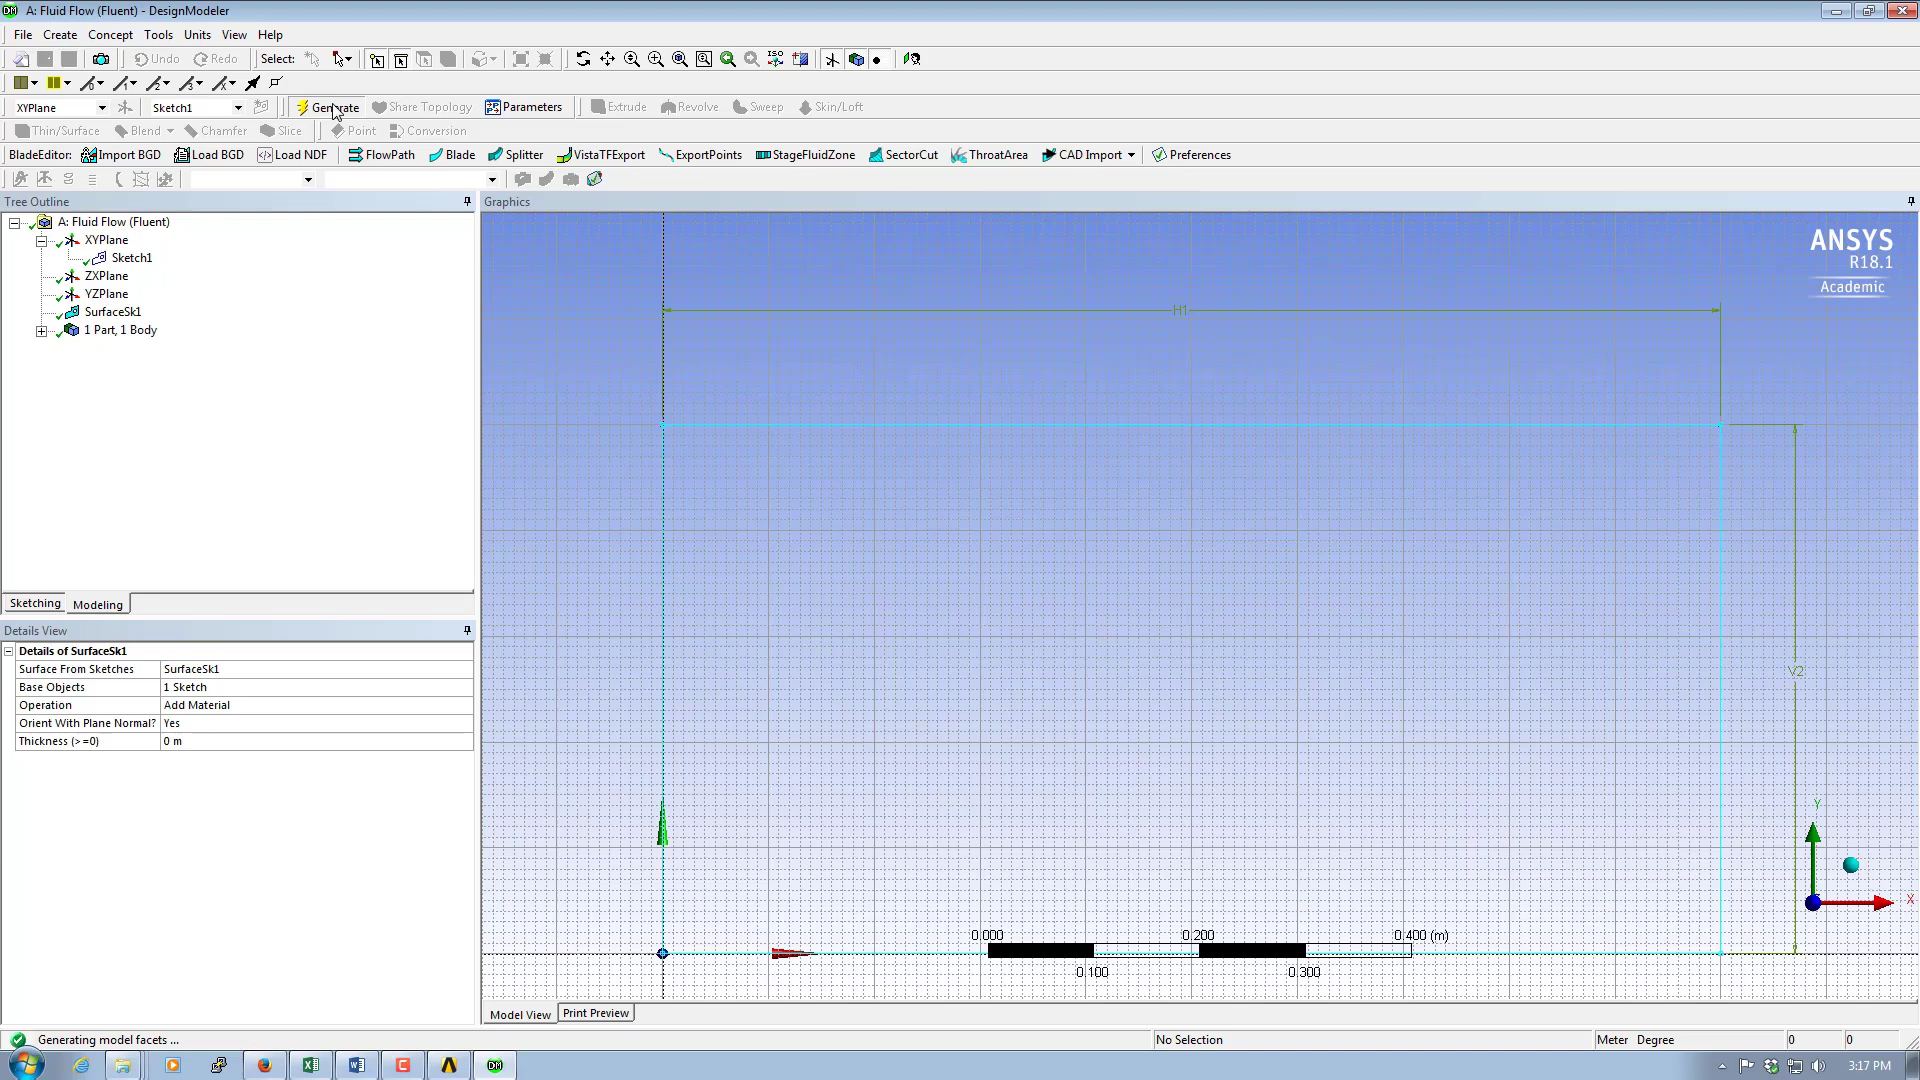 A: Fluid Flow (Fluent) - DesignModeler
File Create Concept Tools Units View Help
Undo Redo Select: ISO
XYPlane Sketch1 Generate Share Topology Parameters Extrude Revolve Sweep Skin/Loft
Thin/Surface Blend Chamfer Slice Point Conversion
BladeEditor: Import BGD Load BGD Load NDF FlowPath Blade Splitter VistaTFExport ExportPoints StageFluidZone SectorCut ThroatArea CAD Import Preferences
Tree Outline
A: Fluid Flow (Fluent)
XYPlane
Sketch1
ZXPlane
YZPlane
SurfaceSk1
1 Part, 1 Body
Sketching Modeling
Details View
Details of SurfaceSk1
Surface From Sketches SurfaceSk1
Base Objects 1 Sketch
Operation Add Material
Orient With Plane Normal? Yes
Thickness (>=0) 0 m
Graphics
ANSYS
R18.1
Academic
H1
V2
Y
X
0.000 0.200 0.400 (m)
0.100 0.300
Model View Print Preview
Generating model facets ... No Selection Meter Degree 0 0
3:17 PM